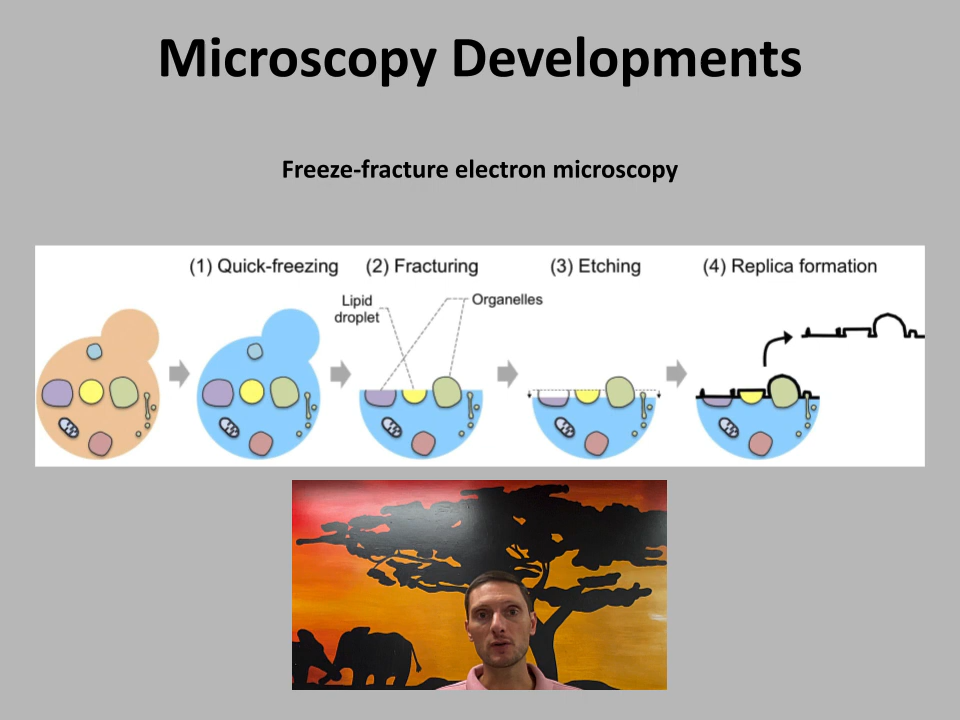 Microscopy Developments
Freeze-fracture electron microscopy
(1) Quick-freezing (2) Fracturing (3) Etching (4) Replica formation
Lipid droplet
Organelles